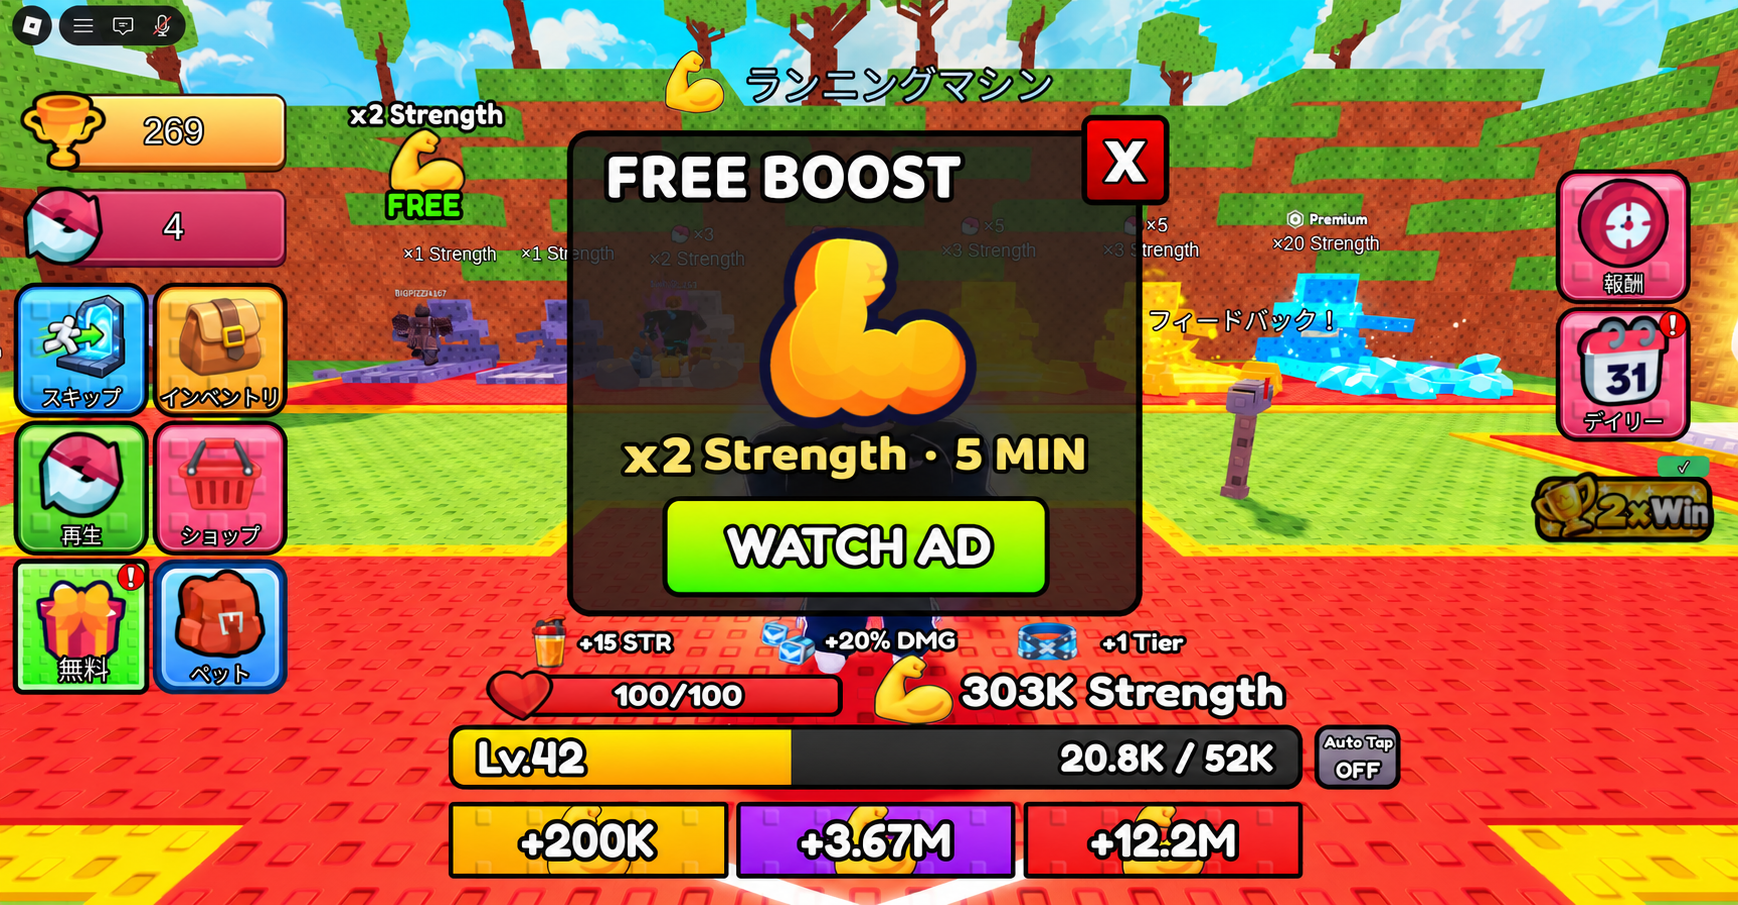 ランニングマシン
269
x2 Strength
FREE
FREE BOOST
X
4
×1 Strength
×3
×2 Strength
×5
×3 Strength
×5
Premium
×20 Strength
報酬
フィードバック！
31
デイリー
スキップ
インベントリ
x2 Strength · 5 MIN
WATCH AD
✓
2xWin
再生
ショップ
無料
ペット
+15 STR
+20% DMG
+1 Tier
100/100
303K Strength
Lv.42
20.8K / 52K
Auto Tap
OFF
+200K
+3.67M
+12.2M